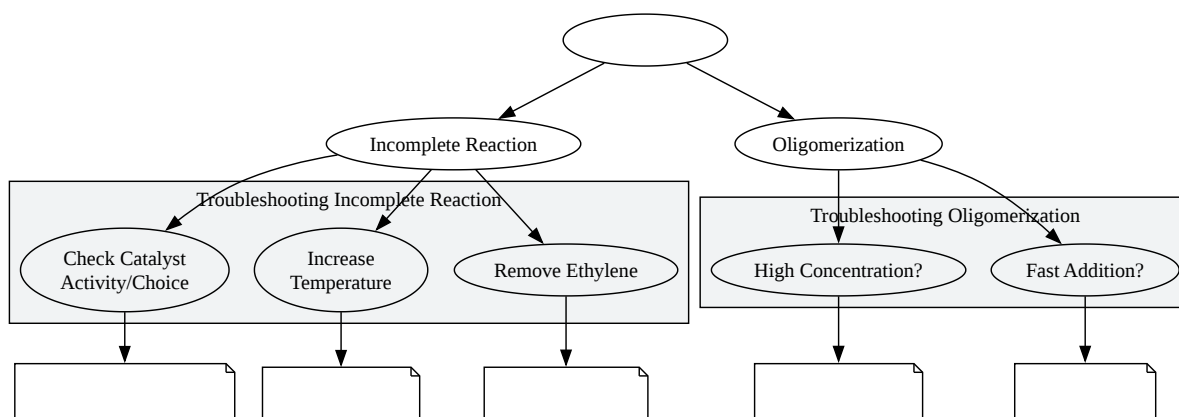 Incomplete Reaction
Oligomerization
Troubleshooting Incomplete Reaction
Troubleshooting Oligomerization
Check Catalyst
Activity/Choice
Increase
Temperature
Remove Ethylene
High Concentration?
Fast Addition?